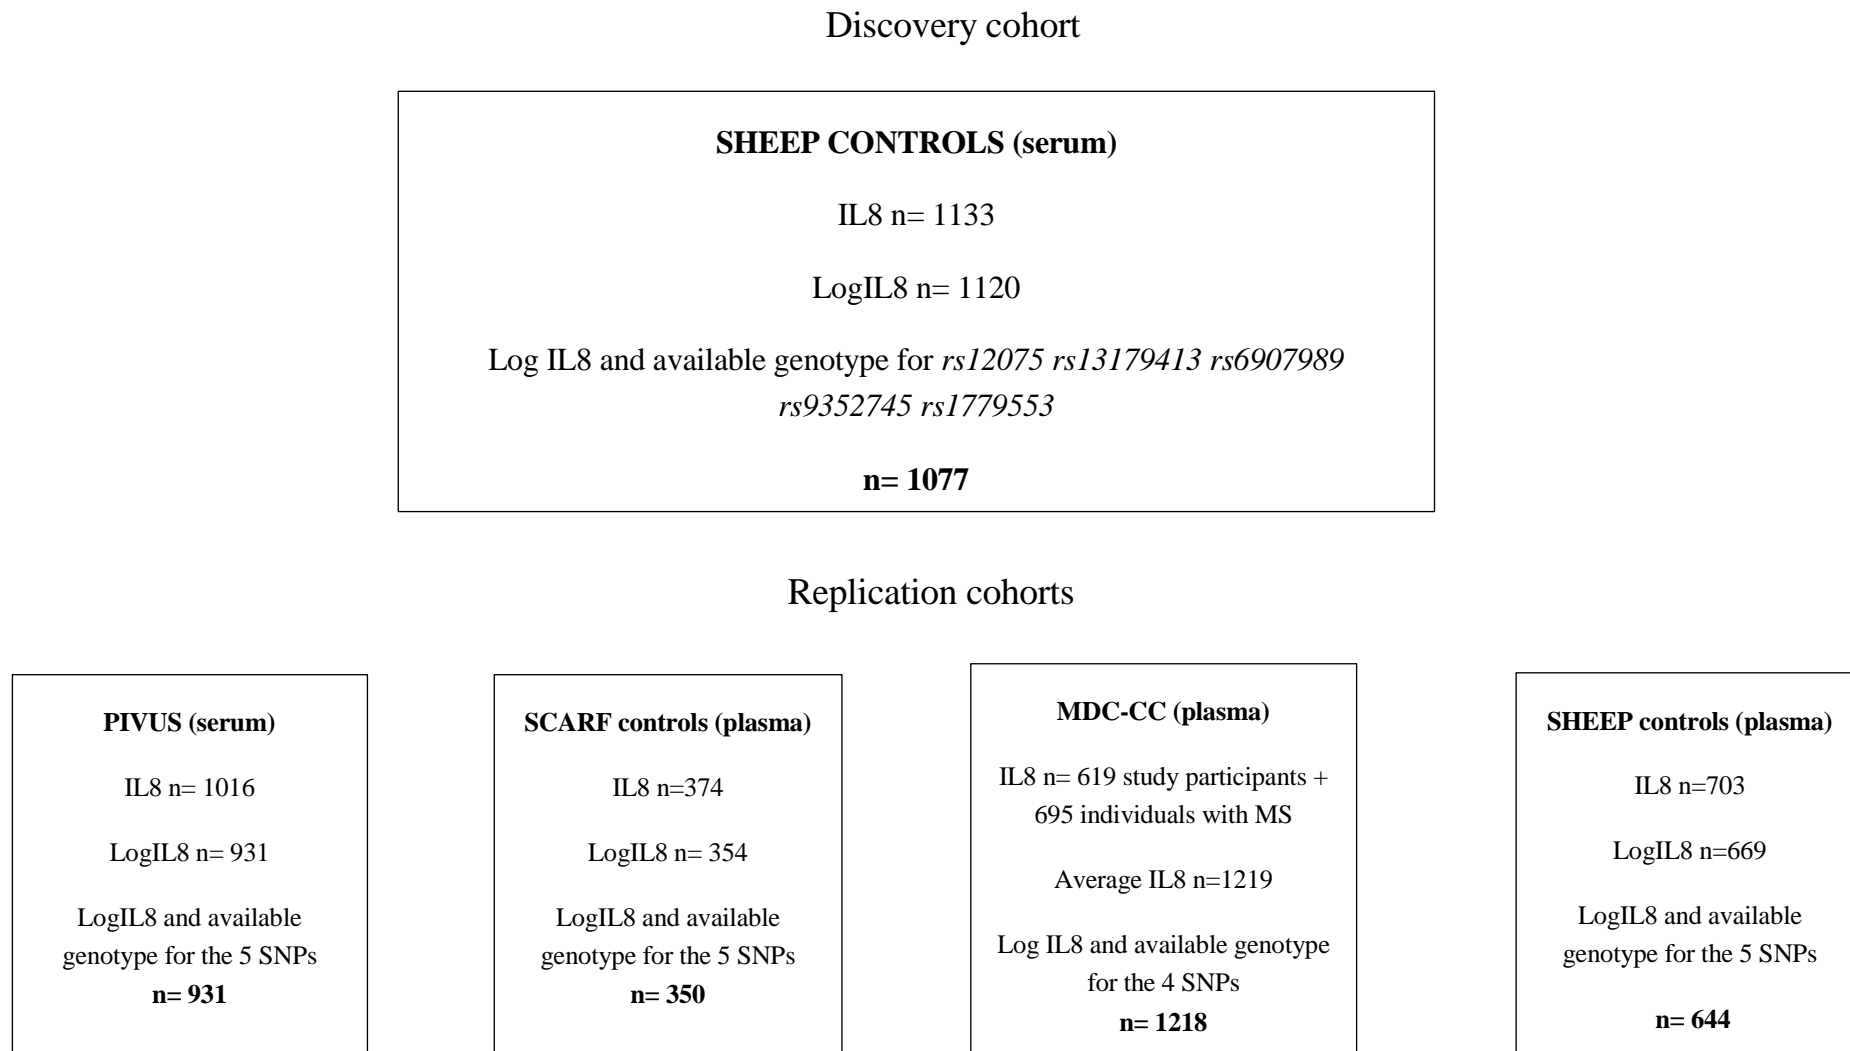 Discovery cohort
SHEEP CONTROLS (serum)
IL8 n= 1133
LogIL8 n= 1120
Log IL8 and available genotype for rs12075 rs13179413 rs6907989
rs9352745 rs1779553
n= 1077
Replication cohorts
PIVUS (serum)
IL8 n= 1016
LogIL8 n= 931
LogIL8 and available
genotype for the 5 SNPs
n= 931
SCARF controls (plasma)
IL8 n=374
LogIL8 n= 354
LogIL8 and available
genotype for the 5 SNPs
n= 350
MDC-CC (plasma)
IL8 n= 619 study participants +
695 individuals with MS
Average IL8 n=1219
Log IL8 and available genotype
for the 4 SNPs
n= 1218
SHEEP controls (plasma)
IL8 n=703
LogIL8 n=669
LogIL8 and available
genotype for the 5 SNPs
n= 644